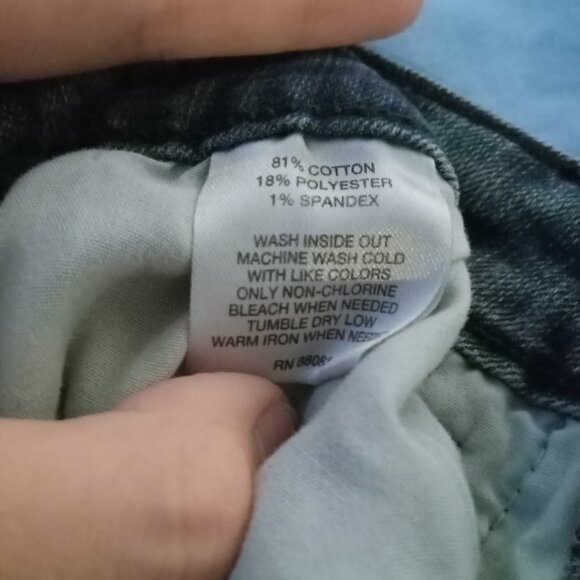 81% COTTON
18% POLYESTER
1% SPANDEX
WASH INSIDE OUT
MACHINE WASH COLD
WITH LIKE COLORS
ONLY NON-CHLORINE
BLEACH WHEN NEEDED
TUMBLE DRY LOW
WARM IRON WHEN
RN